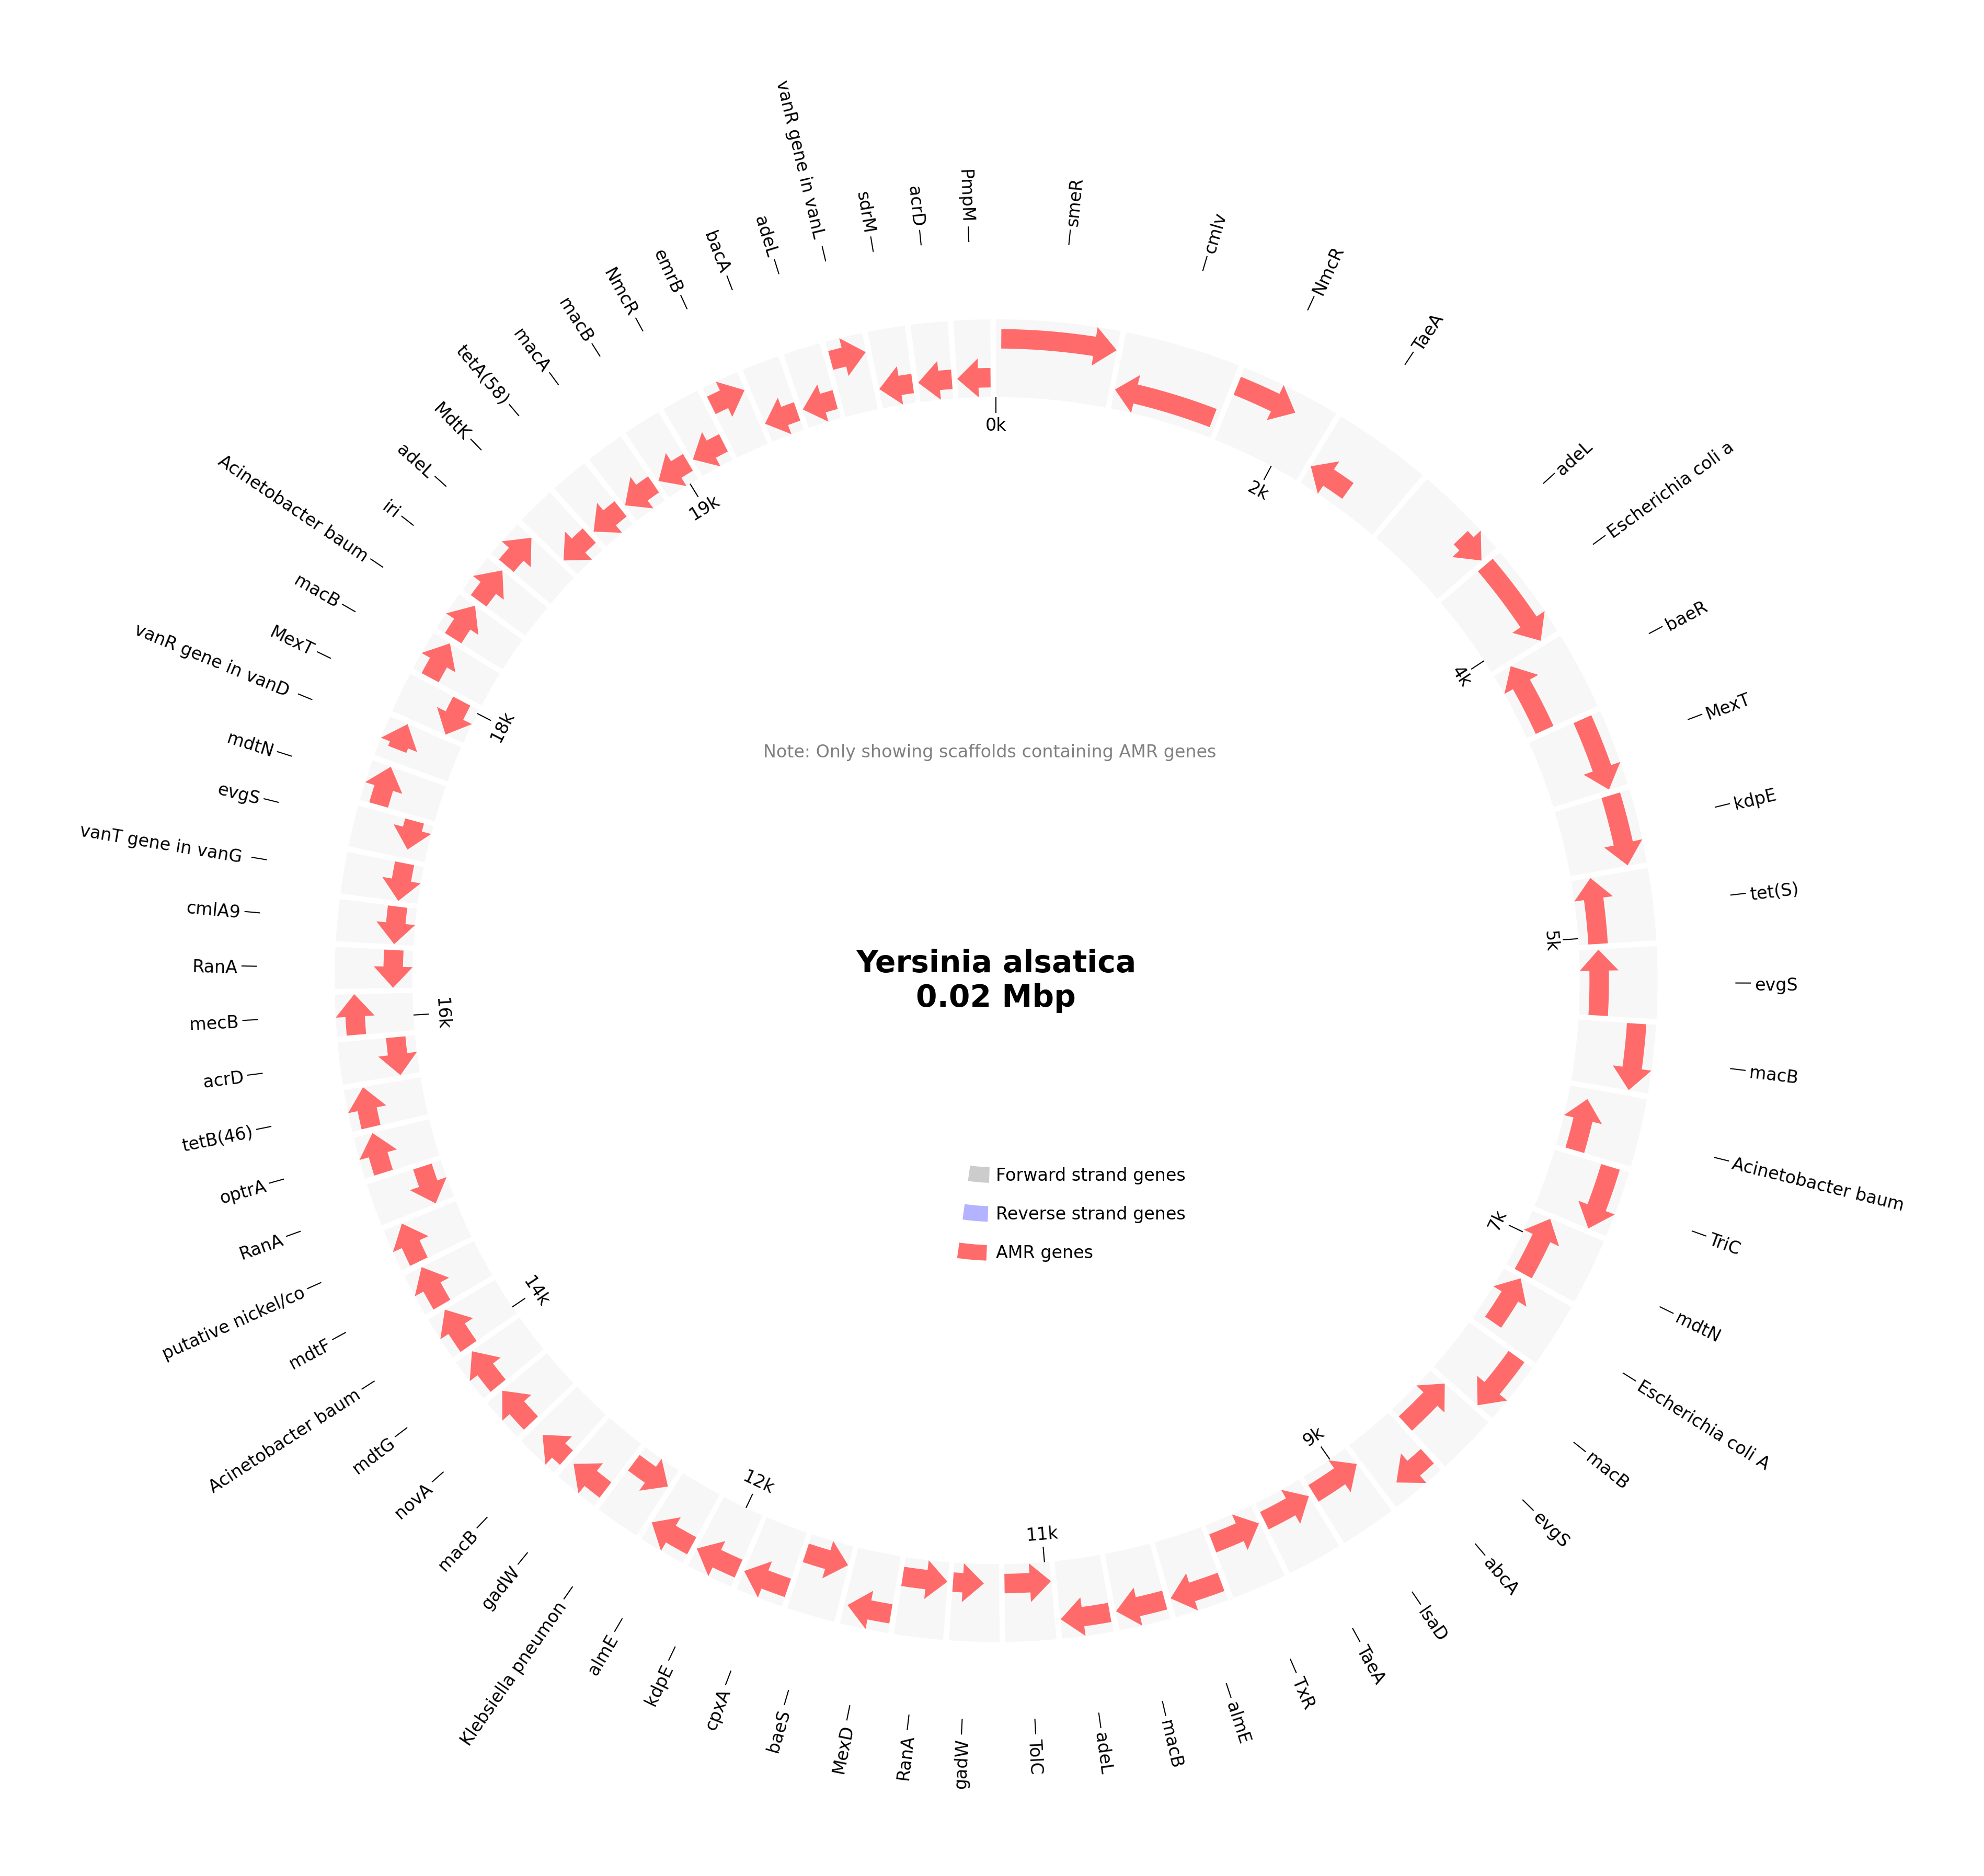 smeR
cmlv
NmcR
TaeA
adeL
Escherichia coli a
baeR
MexT
kdpE
tet(S)
evgS
macB
Acinetobacter baum
TriC
mdtN
Escherichia coli A
macB
evgS
abcA
lsaD
TaeA
TxR
almE
macB
adeL
TolC
gadW
RanA
MexD
baeS
cpxA
kdpE
almE
Klebsiella pneumon
gadW
macB
novA
mdtG
Acinetobacter baum
mdtF
putative nickel/co
RanA
optrA
tetB(46)
acrD
mecB
RanA
cmlA9
vanT gene in vanG
evgS
mdtN
vanR gene in vanD
MexT
macB
Acinetobacter baum
iri
adeL
MdtK
tetA(58)
macA
macB
NmcR
emrB
bacA
adeL
vanR gene in vanL
sdrM
acrD
PmpM
0k
2k
4k
5k
7k
9k
11k
12k
14k
16k
18k
19k
Note: Only showing scaffolds containing AMR genes
Yersinia alsatica
0.02 Mbp
Forward strand genes
Reverse strand genes
AMR genes